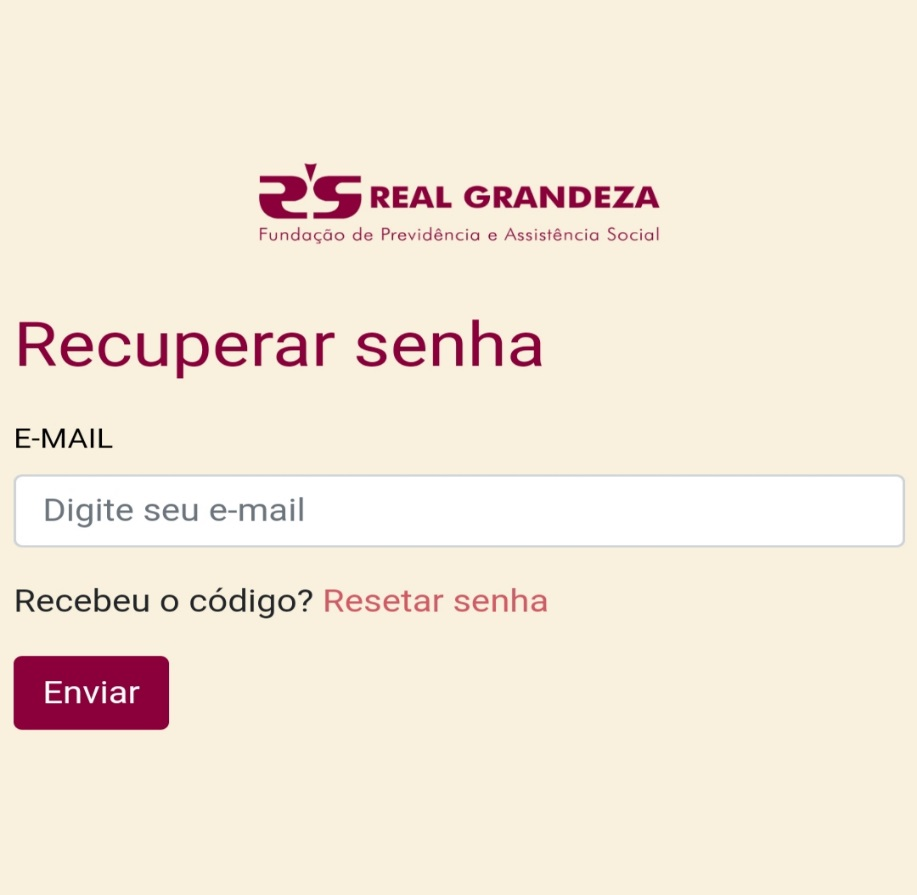 REAL GRANDEZA
Fundação de Previdência e Assistência Social
Recuperar senha
E-MAIL
Digite seu e-mail
Recebeu o código? Resetar senha
Enviar